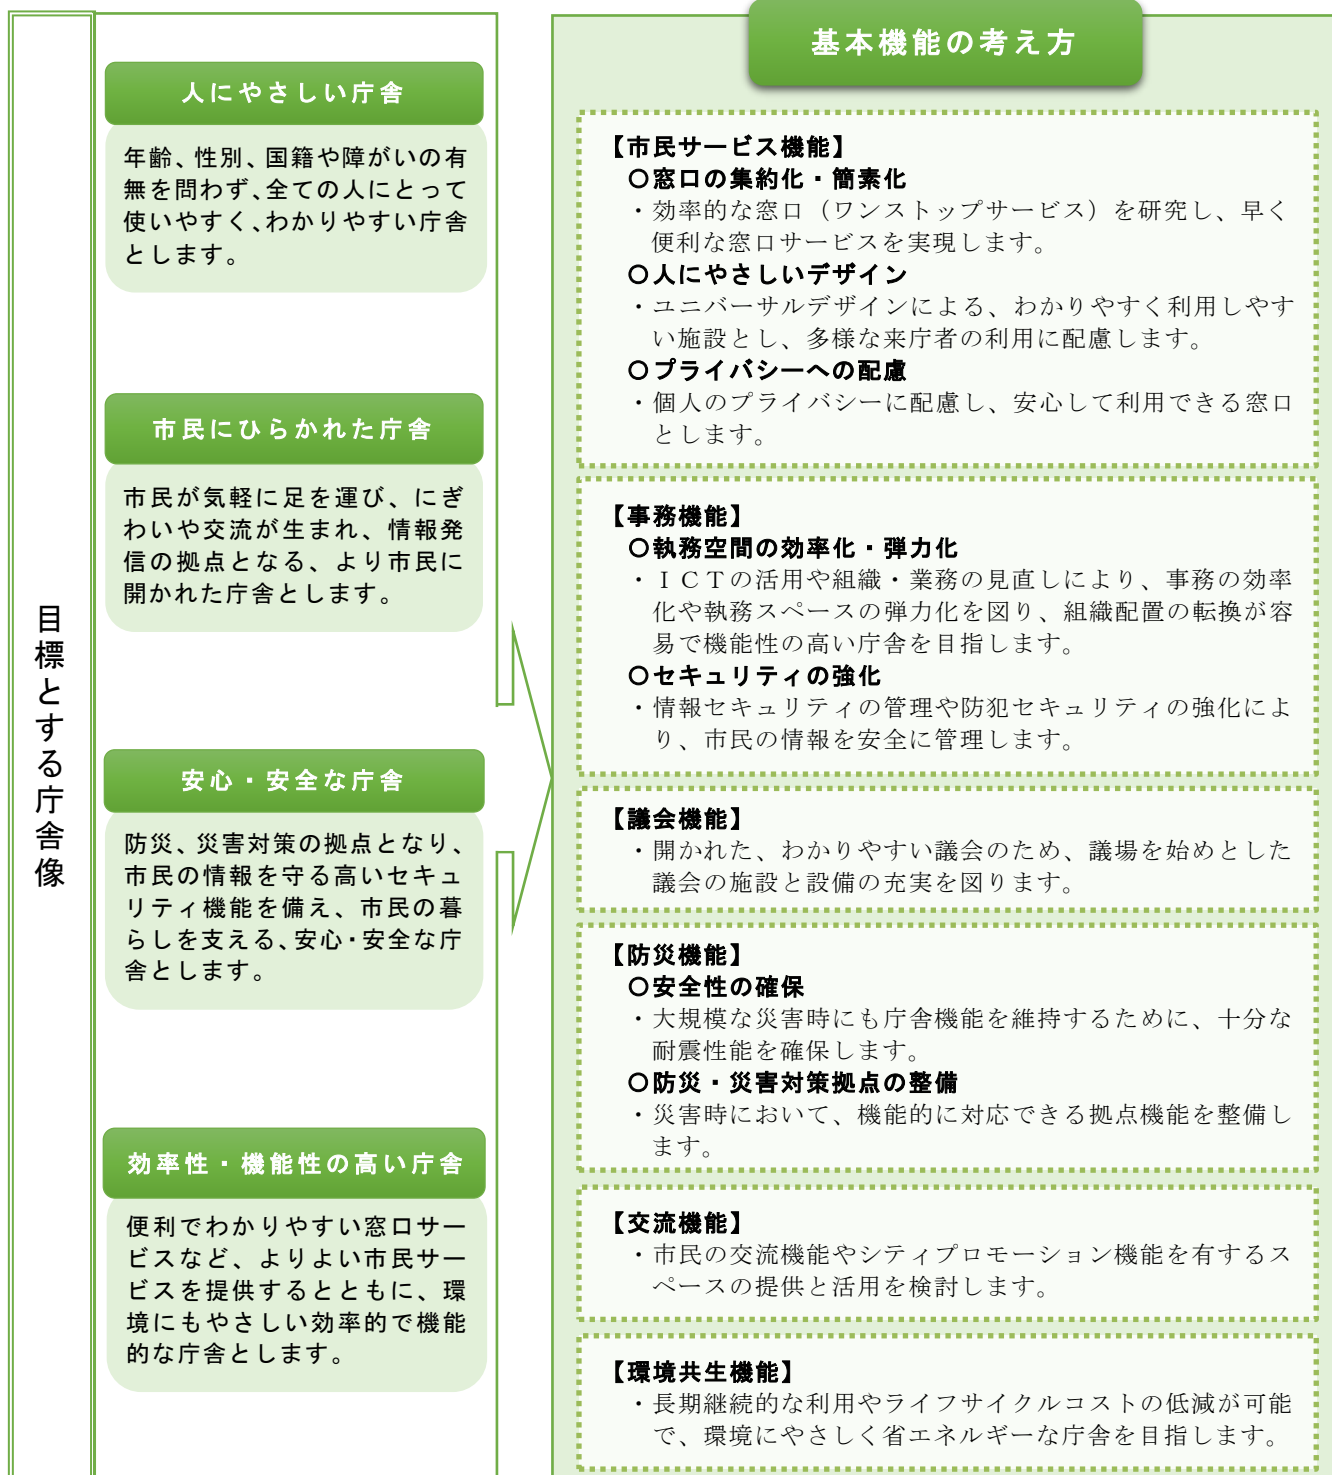 目標とする庁舎像
人にやさしい庁舎
年齢、性別、国籍や障がいの有
無を問わず、全ての人にとって
使いやすく、わかりやすい庁舎
とします。
市民にひらかれた庁舎
市民が気軽に足を運び、にぎ
わいや交流が生まれ、情報発
信の拠点となる、より市民に
開かれた庁舎とします。
安心・安全な庁舎
防災、災害対策の拠点となり、
市民の情報を守る高いセキュ
リティ機能を備え、市民の暮
らしを支える、安心・安全な庁
舎とします。
効率性・機能性の高い庁舎
便利でわかりやすい窓口サー
ビスなど、よりよい市民サー
ビスを提供するとともに、環
境にもやさしい効率的で機能
的な庁舎とします。
基本機能の考え方
【市民サービス機能】
○窓口の集約化・簡素化
・効率的な窓口（ワンストップサービス）を研究し、早く
便利な窓口サービスを実現します。
○人にやさしいデザイン
・ユニバーサルデザインによる、わかりやすく利用しやす
い施設とし、多様な来庁者の利用に配慮します。
○プライバシーへの配慮
・個人のプライバシーに配慮し、安心して利用できる窓口
とします。
【事務機能】
○執務空間の効率化・弾力化
・ＩＣＴの活用や組織・業務の見直しにより、事務の効率
化や執務スペースの弾力化を図り、組織配置の転換が容
易で機能性の高い庁舎を目指します。
○セキュリティの強化
・情報セキュリティの管理や防犯セキュリティの強化によ
り、市民の情報を安全に管理します。
【議会機能】
・開かれた、わかりやすい議会のため、議場を始めとした
議会の施設と設備の充実を図ります。
【防災機能】
○安全性の確保
・大規模な災害時にも庁舎機能を維持するために、十分な
耐震性能を確保します。
○防災・災害対策拠点の整備
・災害時において、機能的に対応できる拠点機能を整備し
ます。
【交流機能】
・市民の交流機能やシティプロモーション機能を有するス
ペースの提供と活用を検討します。
【環境共生機能】
・長期継続的な利用やライフサイクルコストの低減が可能
で、環境にやさしく省エネルギーな庁舎を目指します。